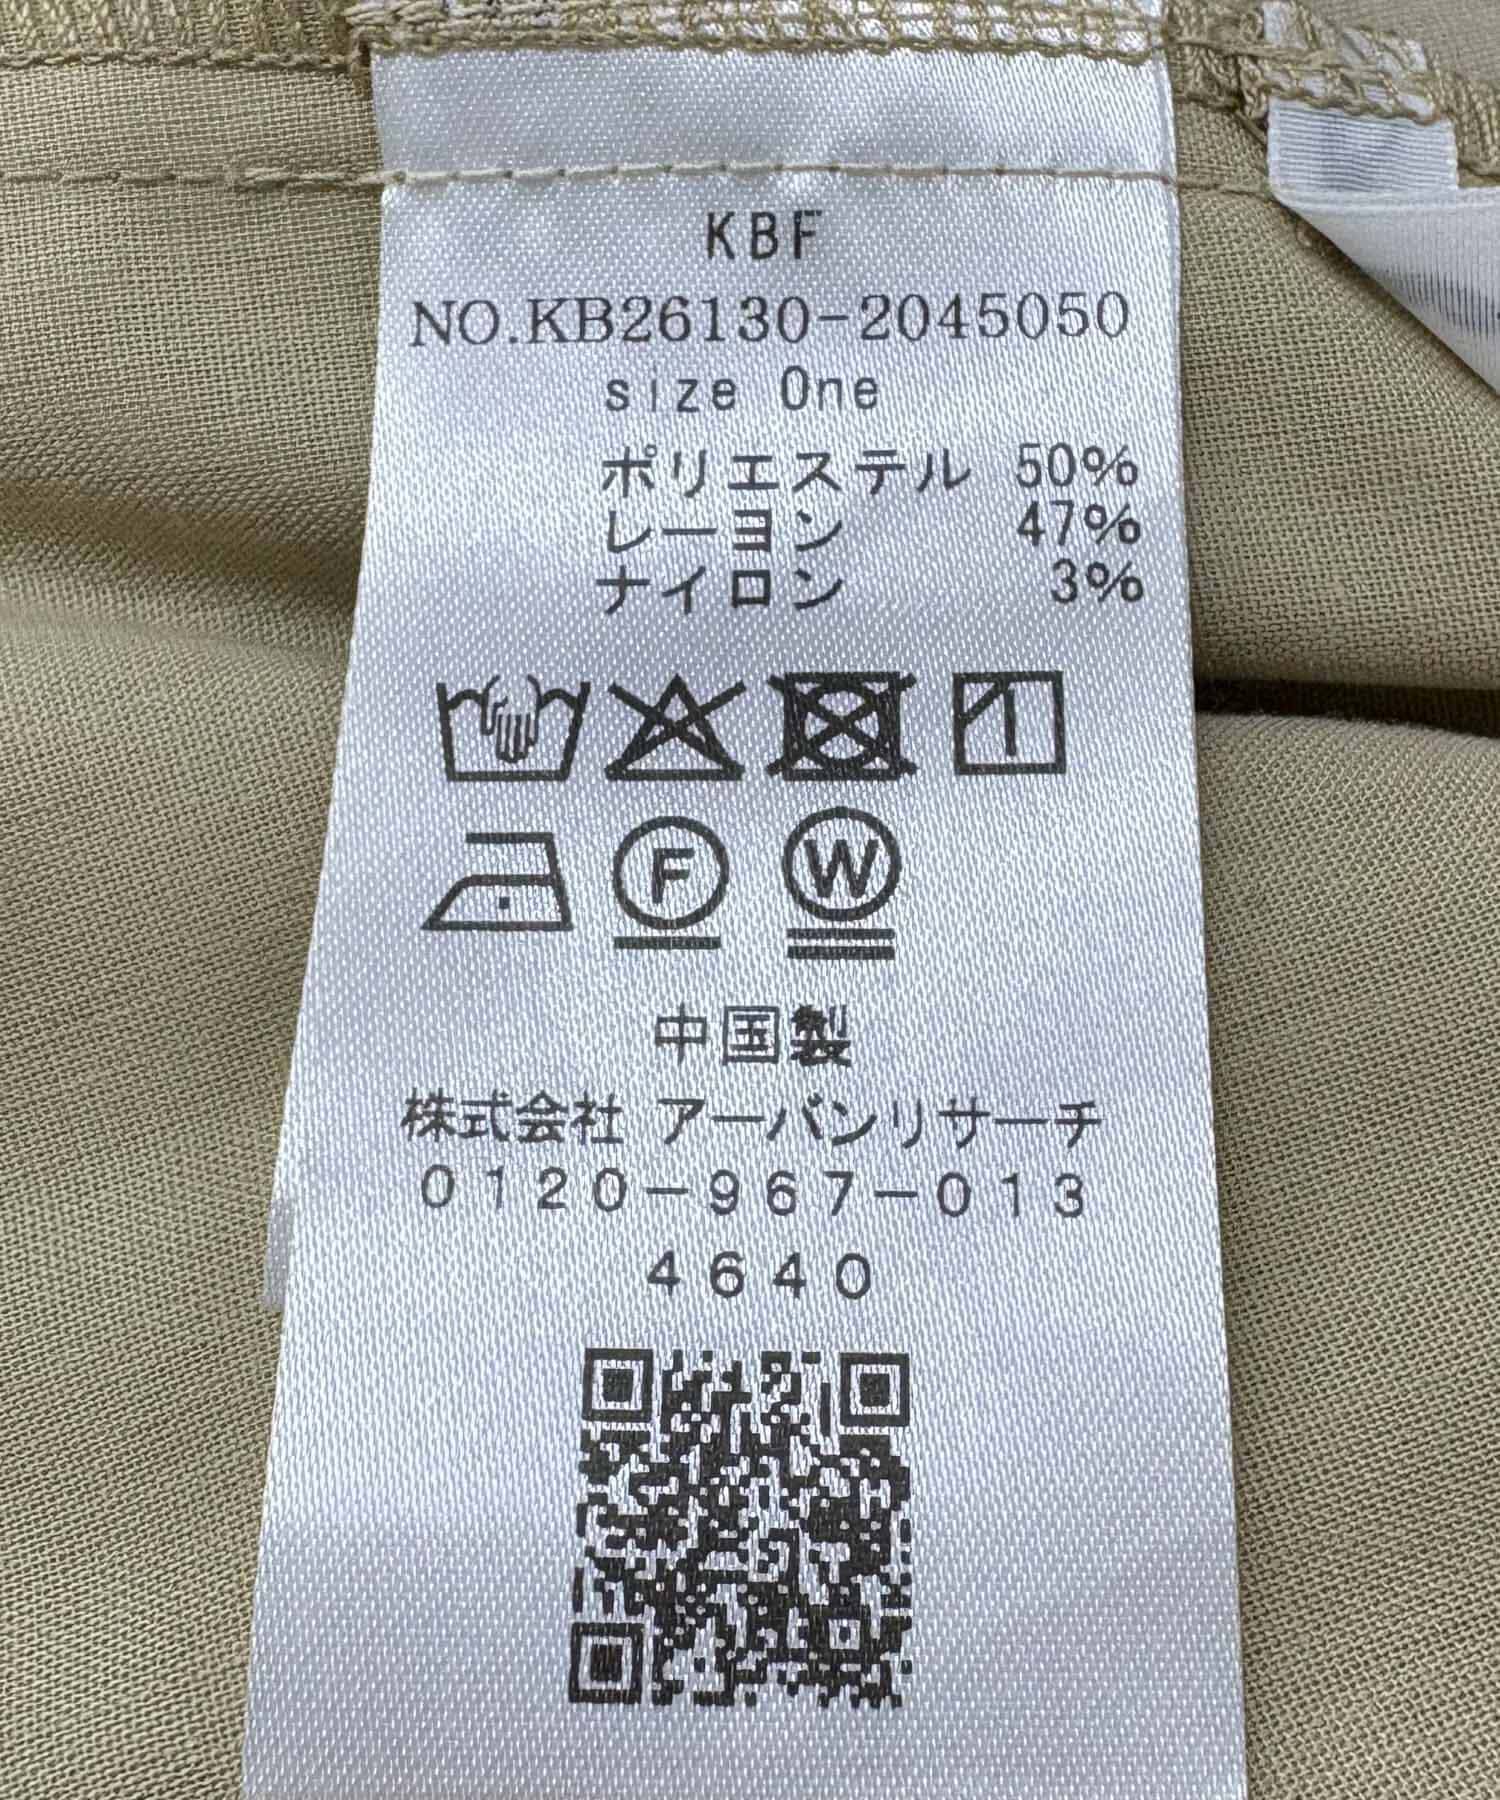 KBF
NO.KB26130-2045050
size One
ポリエステル 50%
レーヨン 47%
ナイロン 3%
F W
中国製
株式会社 アーバンリサーチ
0120-967-013
4640